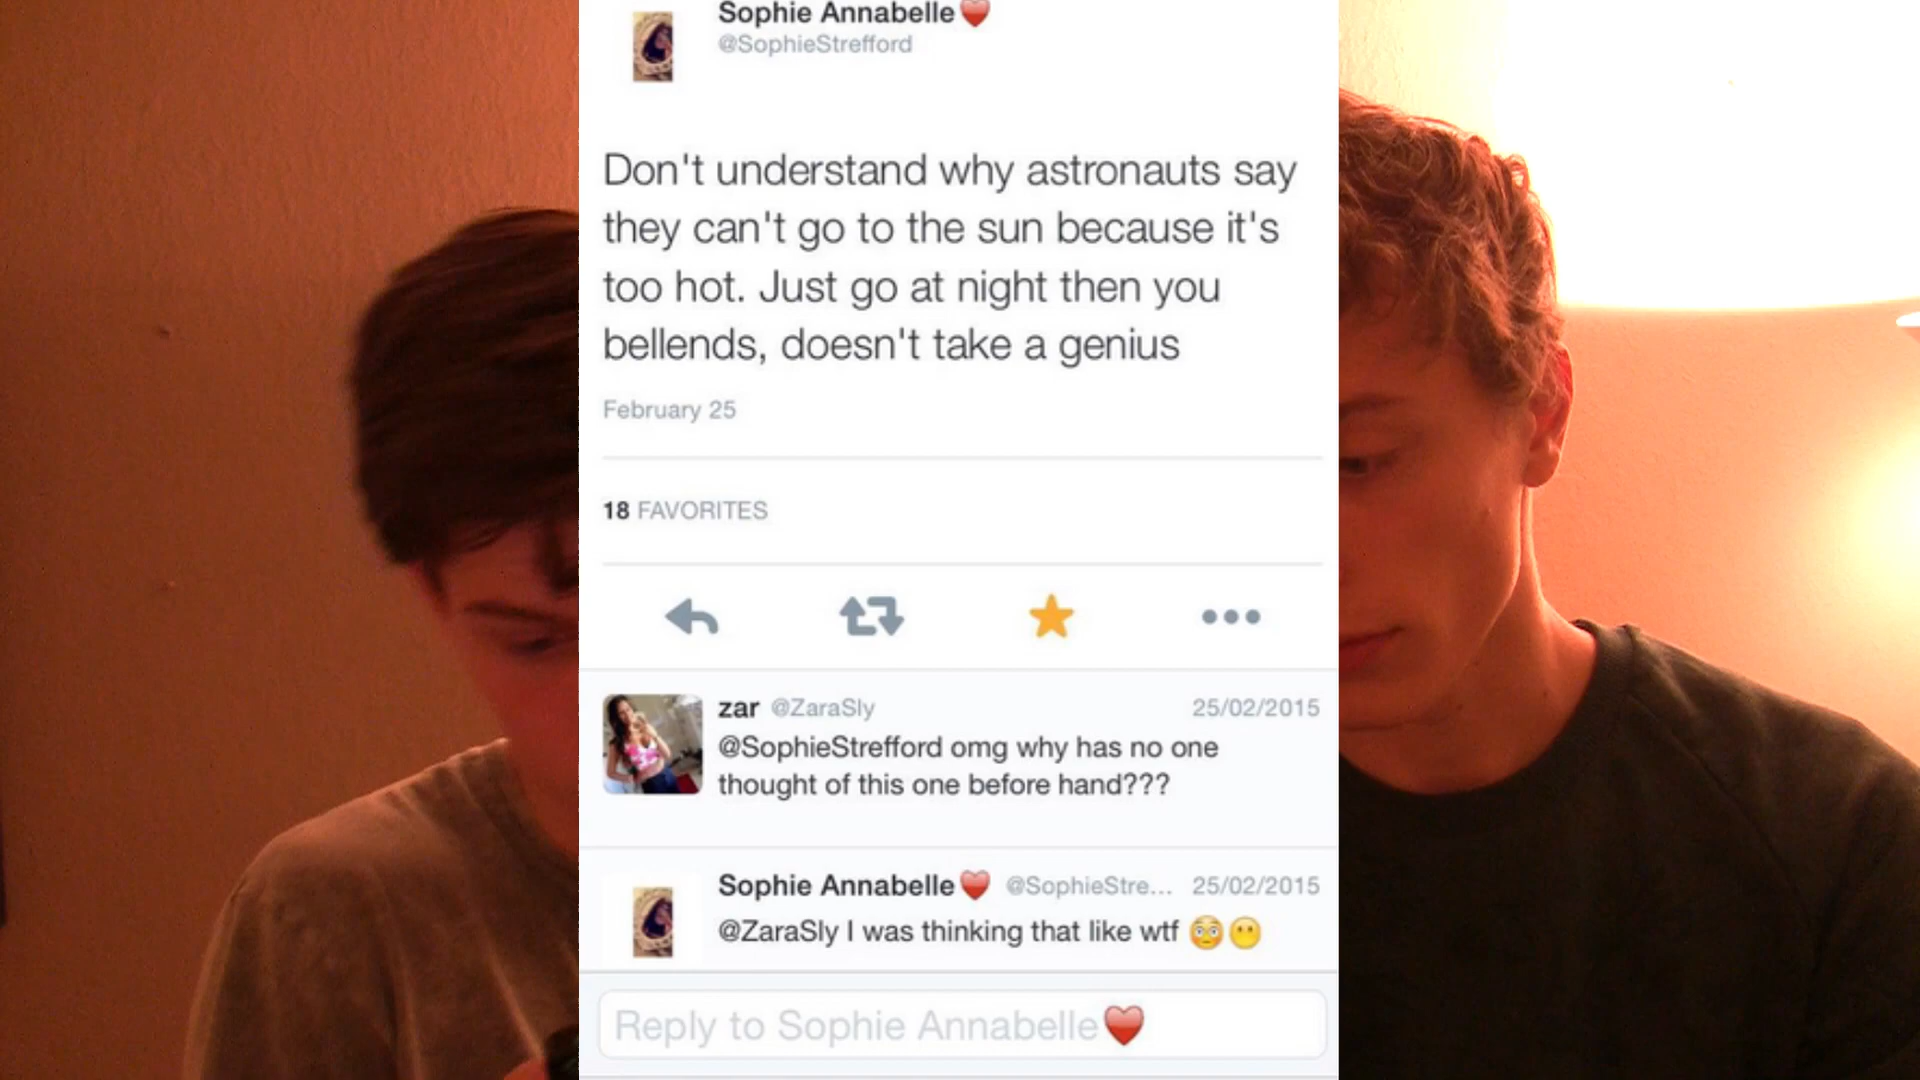 Sophie Annabelle❤️
@SophieStrefford
Don't understand why astronauts say
they can't go to the sun because it's
too hot. Just go at night then you
bellends, doesn't take a genius
February 25
18 FAVORITES
zar @ZaraSly 25/02/2015
@SophieStrefford omg why has no one
thought of this one before hand???
Sophie Annabelle❤️ @SophieStre... 25/02/2015
@ZaraSly I was thinking that like wtf 😳😶
Reply to Sophie Annabelle❤️